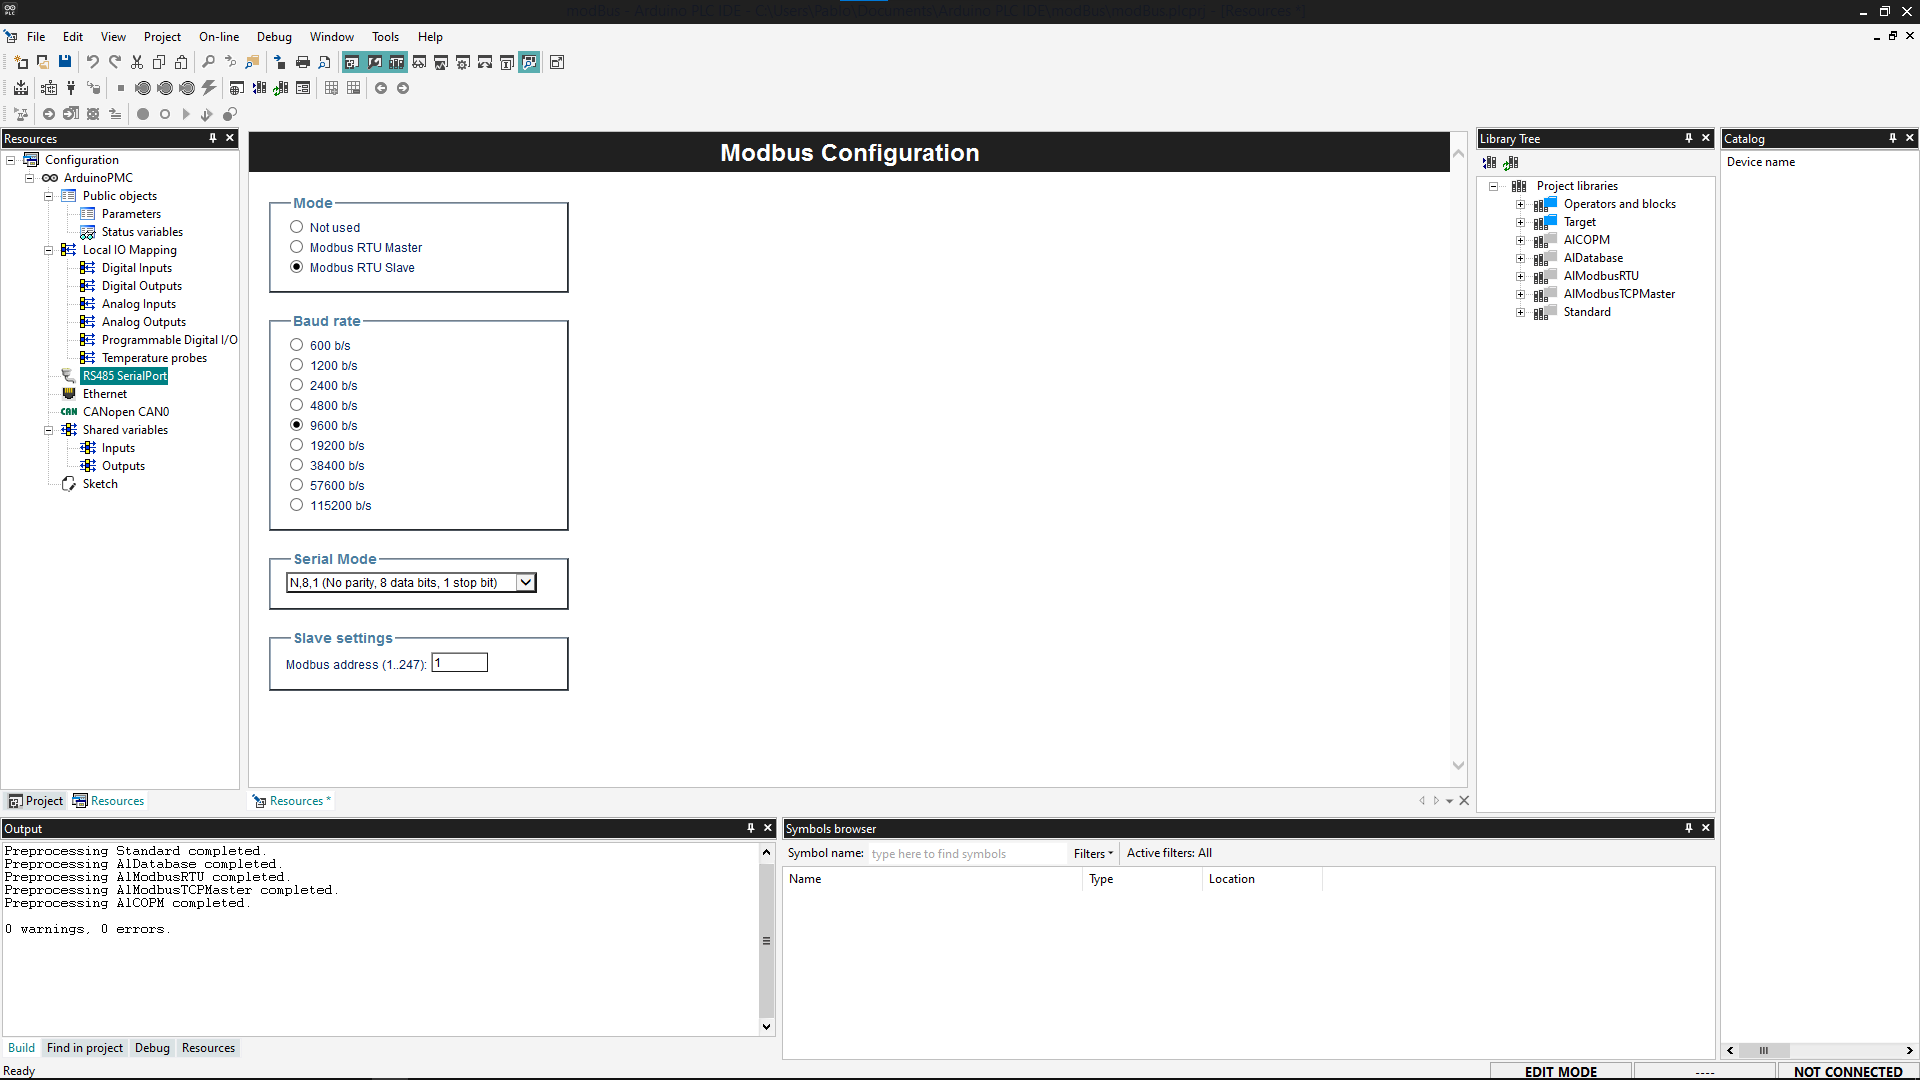 modBus - Arduino PLC IDE - C:\Users\Pablo\Documents\Arduino PLC IDE\modBus\modBus.plcprj - [Resources *]
File Edit View Project On-line Debug Window Tools Help
Resources
Configuration
ArduinoPMC
Public objects
Parameters
Status variables
Local IO Mapping
Digital Inputs
Digital Outputs
Analog Inputs
Analog Outputs
Programmable Digital I/O
Temperature probes
RS485 SerialPort
Ethernet
CAN CANopen CAN0
Shared variables
Inputs
Outputs
Sketch
Project Resources
Modbus Configuration
Mode
Not used
Modbus RTU Master
Modbus RTU Slave
Baud rate
600 b/s
1200 b/s
2400 b/s
4800 b/s
9600 b/s
19200 b/s
38400 b/s
57600 b/s
115200 b/s
Serial Mode
N,8,1 (No parity, 8 data bits, 1 stop bit)
Slave settings
Modbus address (1..247): 1
Resources *
Library Tree
Project libraries
Operators and blocks
Target
AlCOPM
AlDatabase
AlModbusRTU
AlModbusTCPMaster
Standard
Catalog
Device name
Output
Preprocessing Standard completed.
Preprocessing AlDatabase completed.
Preprocessing AlModbusRTU completed.
Preprocessing AlModbusTCPMaster completed.
Preprocessing AlCOPM completed.
0 warnings, 0 errors.
Build Find in project Debug Resources
Symbols browser
Symbol name: type here to find symbols Filters Active filters: All
Name Type Location
Ready
EDIT MODE ---- NOT CONNECTED